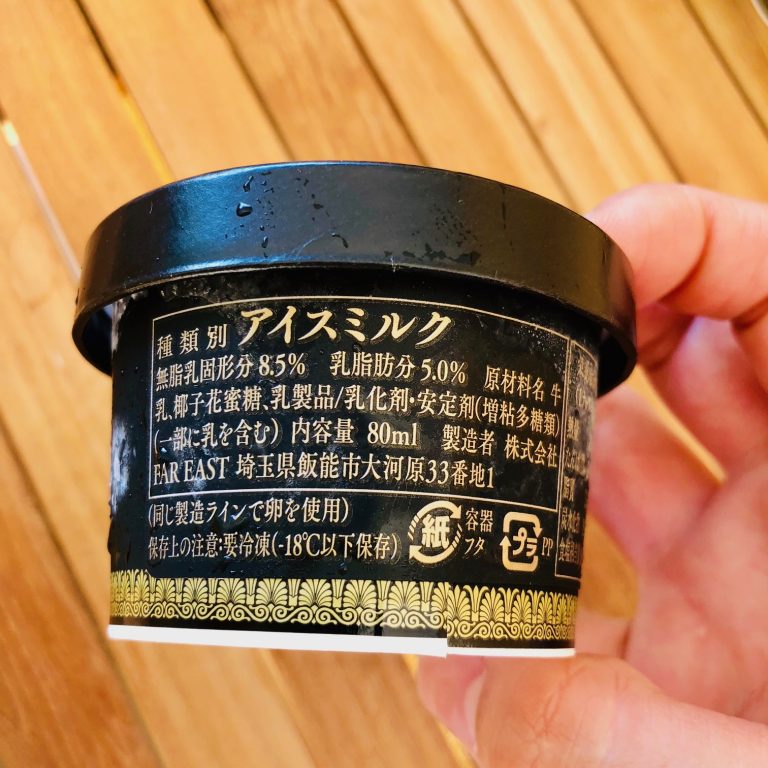 種類別 アイスミルク
無脂乳固形分 8.5% 乳脂肪分 5.0% 原材料名 牛
乳、椰子花蜜糖、乳製品/乳化剤・安定剤(増粘多糖類)
(一部に乳を含む) 内容量 80ml 製造者 株式会社
FAR EAST 埼玉県飯能市大河原33番地1
(同じ製造ラインで卵を使用)
保存上の注意:要冷凍(-18℃以下保存)
紙 容器
フタ
プラ PP